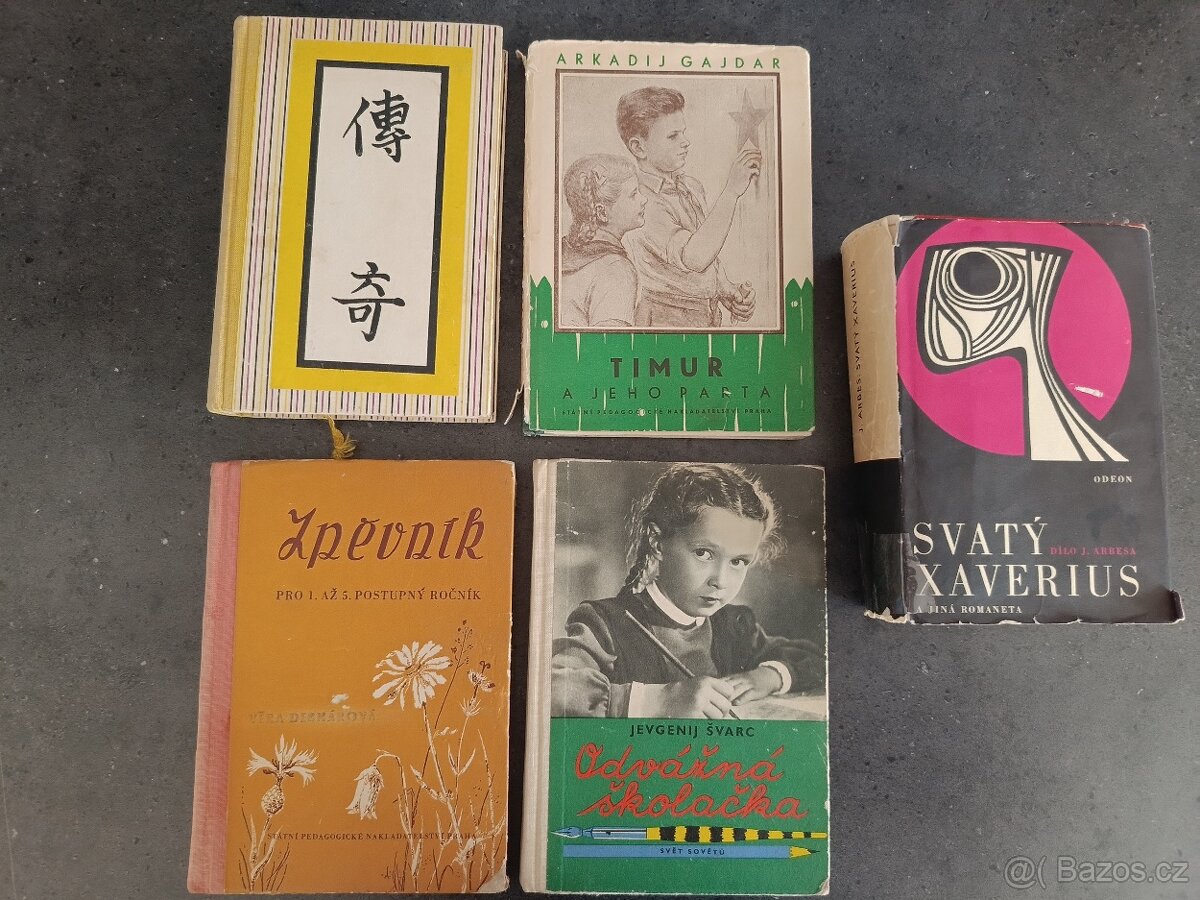 傳
奇
ARKADIJ GAJDAR
TIMUR
A JEHO PARTA
STÁTNÍ PEDAGOGICKÉ NAKLADATELSTVÍ PRAHA
J. ARBES: SVATÝ XAVERIUS
ODEON
SVATÝ
DÍLO J. ARBESA
XAVERIUS
A JINÁ ROMANETA
Zpěvník
PRO 1. AŽ 5. POSTUPNÝ ROČNÍK
STÁTNÍ PEDAGOGICKÉ NAKLADATELSTVÍ PRAHA
JEVGENIJ ŠVARC
Odvážná
školačka
SVĚT SOVĚTŮ
@( Bazos.cz